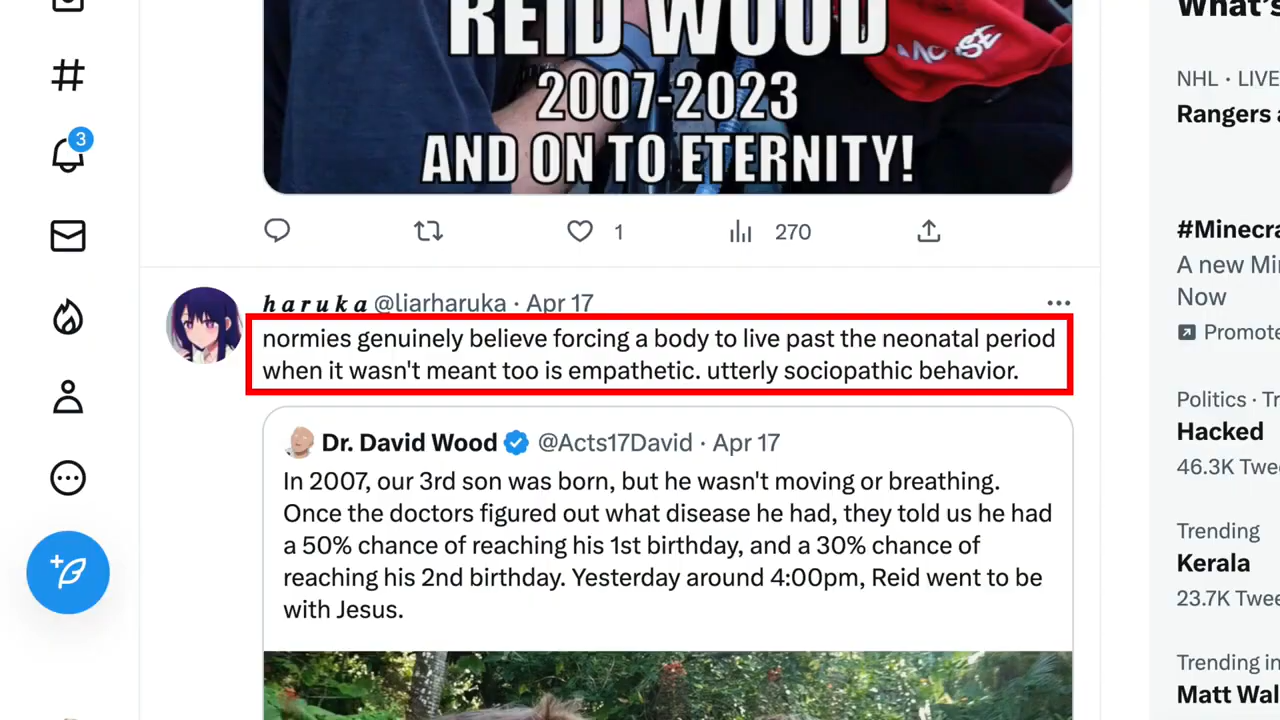 REID WOOD
2007-2023
AND ON TO ETERNITY!
What's
NHL · LIVE
Rangers
3
1
270
#Minecra
A new Min
Now
Promote
haruka @liarharuka · Apr 17
normies genuinely believe forcing a body to live past the neonatal period
when it wasn't meant too is empathetic. utterly sociopathic behavior.
Dr. David Wood @Acts17David · Apr 17
In 2007, our 3rd son was born, but he wasn't moving or breathing.
Once the doctors figured out what disease he had, they told us he had
a 50% chance of reaching his 1st birthday, and a 30% chance of
reaching his 2nd birthday. Yesterday around 4:00pm, Reid went to be
with Jesus.
Politics · Tr
Hacked
46.3K Twee
Trending
Kerala
23.7K Twee
Trending in
Matt Wal